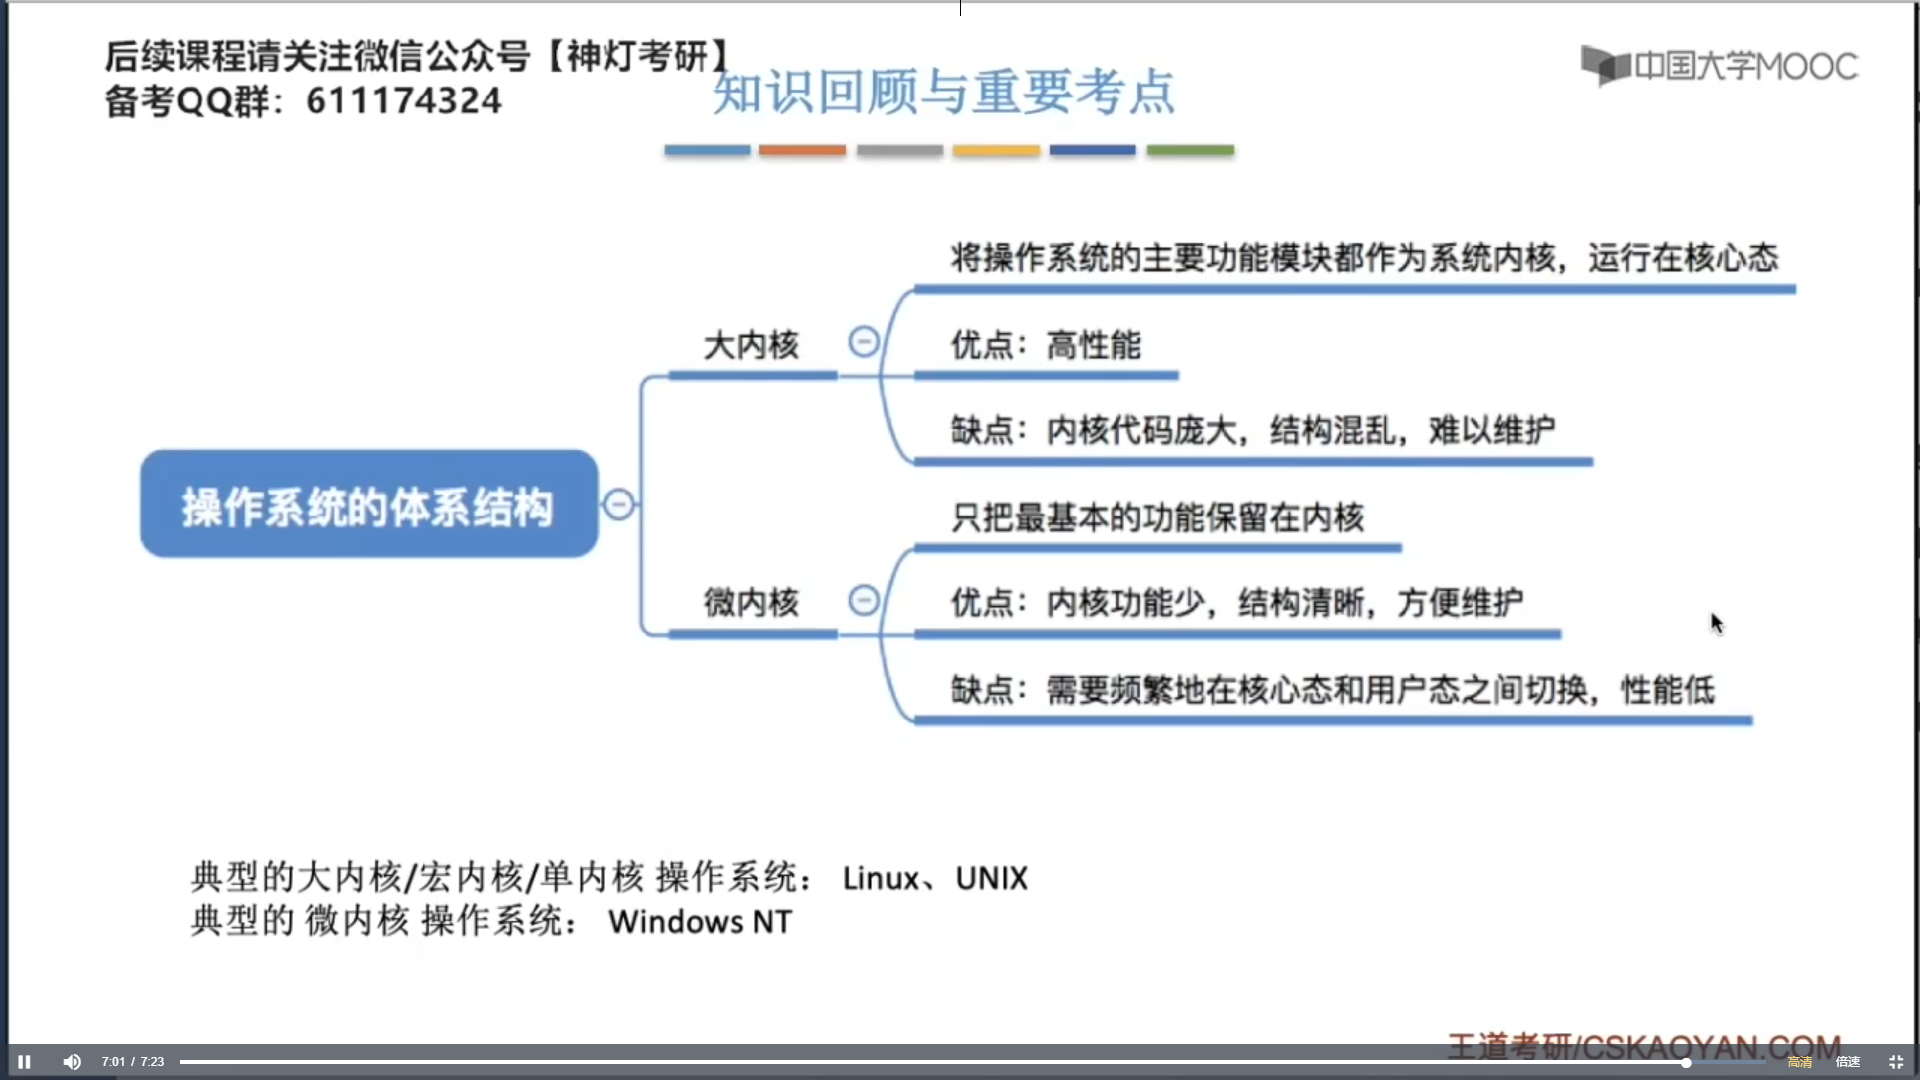 后续课程请关注微信公众号【神灯考研】
备考QQ群：611174324
知识回顾与重要考点
中国大学MOOC
操作系统的体系结构
大内核
将操作系统的主要功能模块都作为系统内核，运行在核心态
优点：高性能
缺点：内核代码庞大，结构混乱，难以维护
微内核
只把最基本的功能保留在内核
优点：内核功能少，结构清晰，方便维护
缺点：需要频繁地在核心态和用户态之间切换，性能低
典型的大内核/宏内核/单内核 操作系统： Linux、UNIX
典型的 微内核 操作系统： Windows NT
王道考研/CSKAOYAN.COM
7:01 / 7:23
高清
倍速